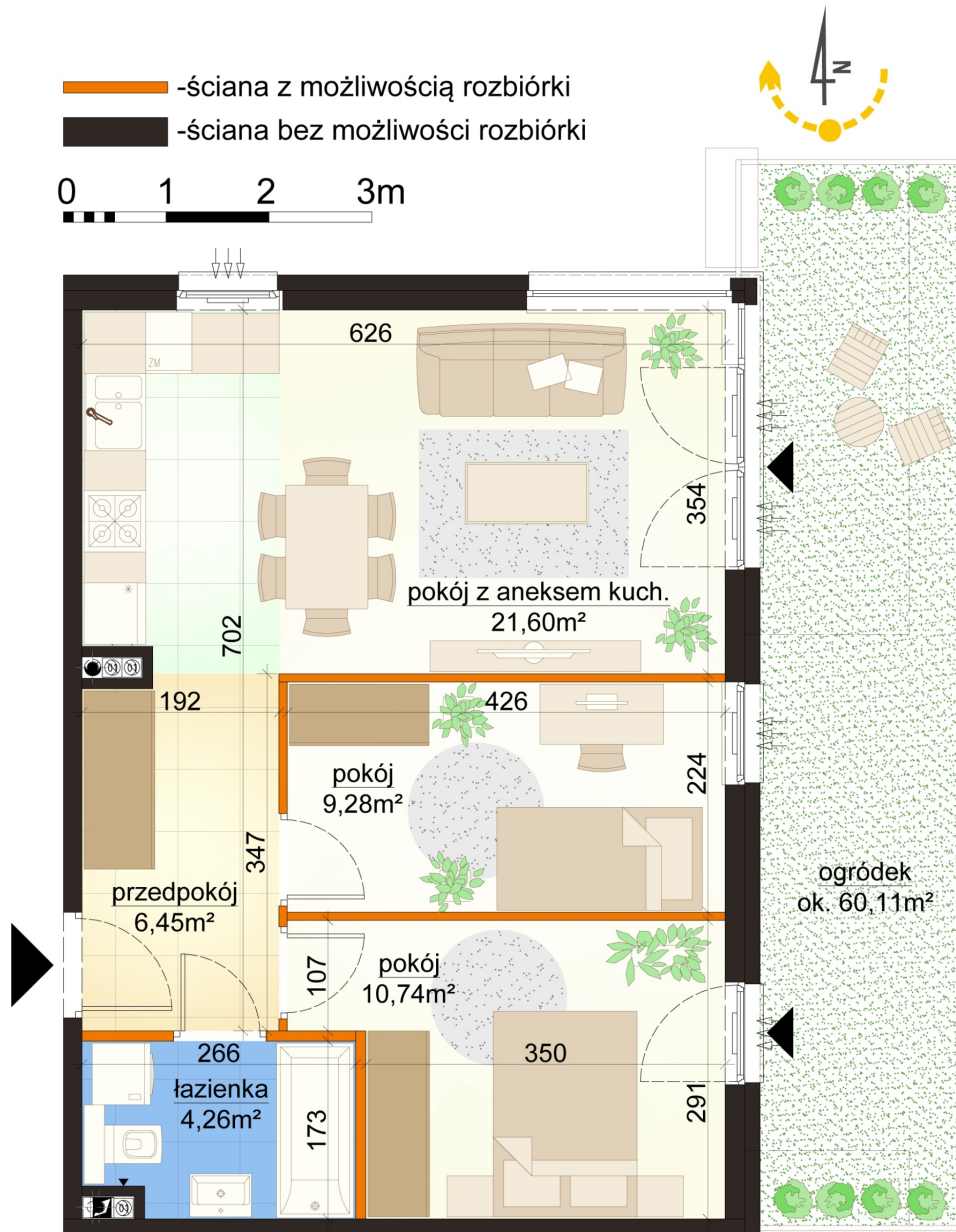 -ściana z możliwością rozbiórki
-ściana bez możliwości rozbiórki
N
0 1 2 3m
626
ZM
354
pokój z aneksem kuch.
21,60m²
702
192
426
pokój
9,28m²
224
347
przedpokój
6,45m²
ogródek
ok. 60,11m²
107
pokój
10,74m²
266
350
łazienka
4,26m²
173
291